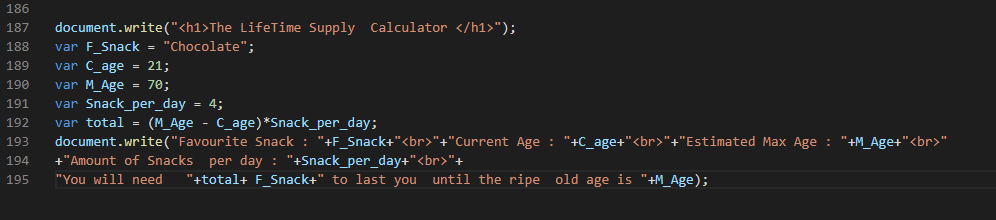 186
187 document.write("<h1>The LifeTime Supply  Calculator </h1>");
188 var F_Snack = "Chocolate";
189 var C_age = 21;
190 var M_Age = 70;
191 var Snack_per_day = 4;
192 var total = (M_Age - C_age)*Snack_per_day;
193 document.write("Favourite Snack : "+F_Snack+"<br>"+"Current Age : "+C_age+"<br>"+"Estimated Max Age : "+M_Age+"<br>"
194 +"Amount of Snacks  per day : "+Snack_per_day+"<br>"+
195 "You will need   "+total+ F_Snack+" to last you  until the ripe  old age is "+M_Age);